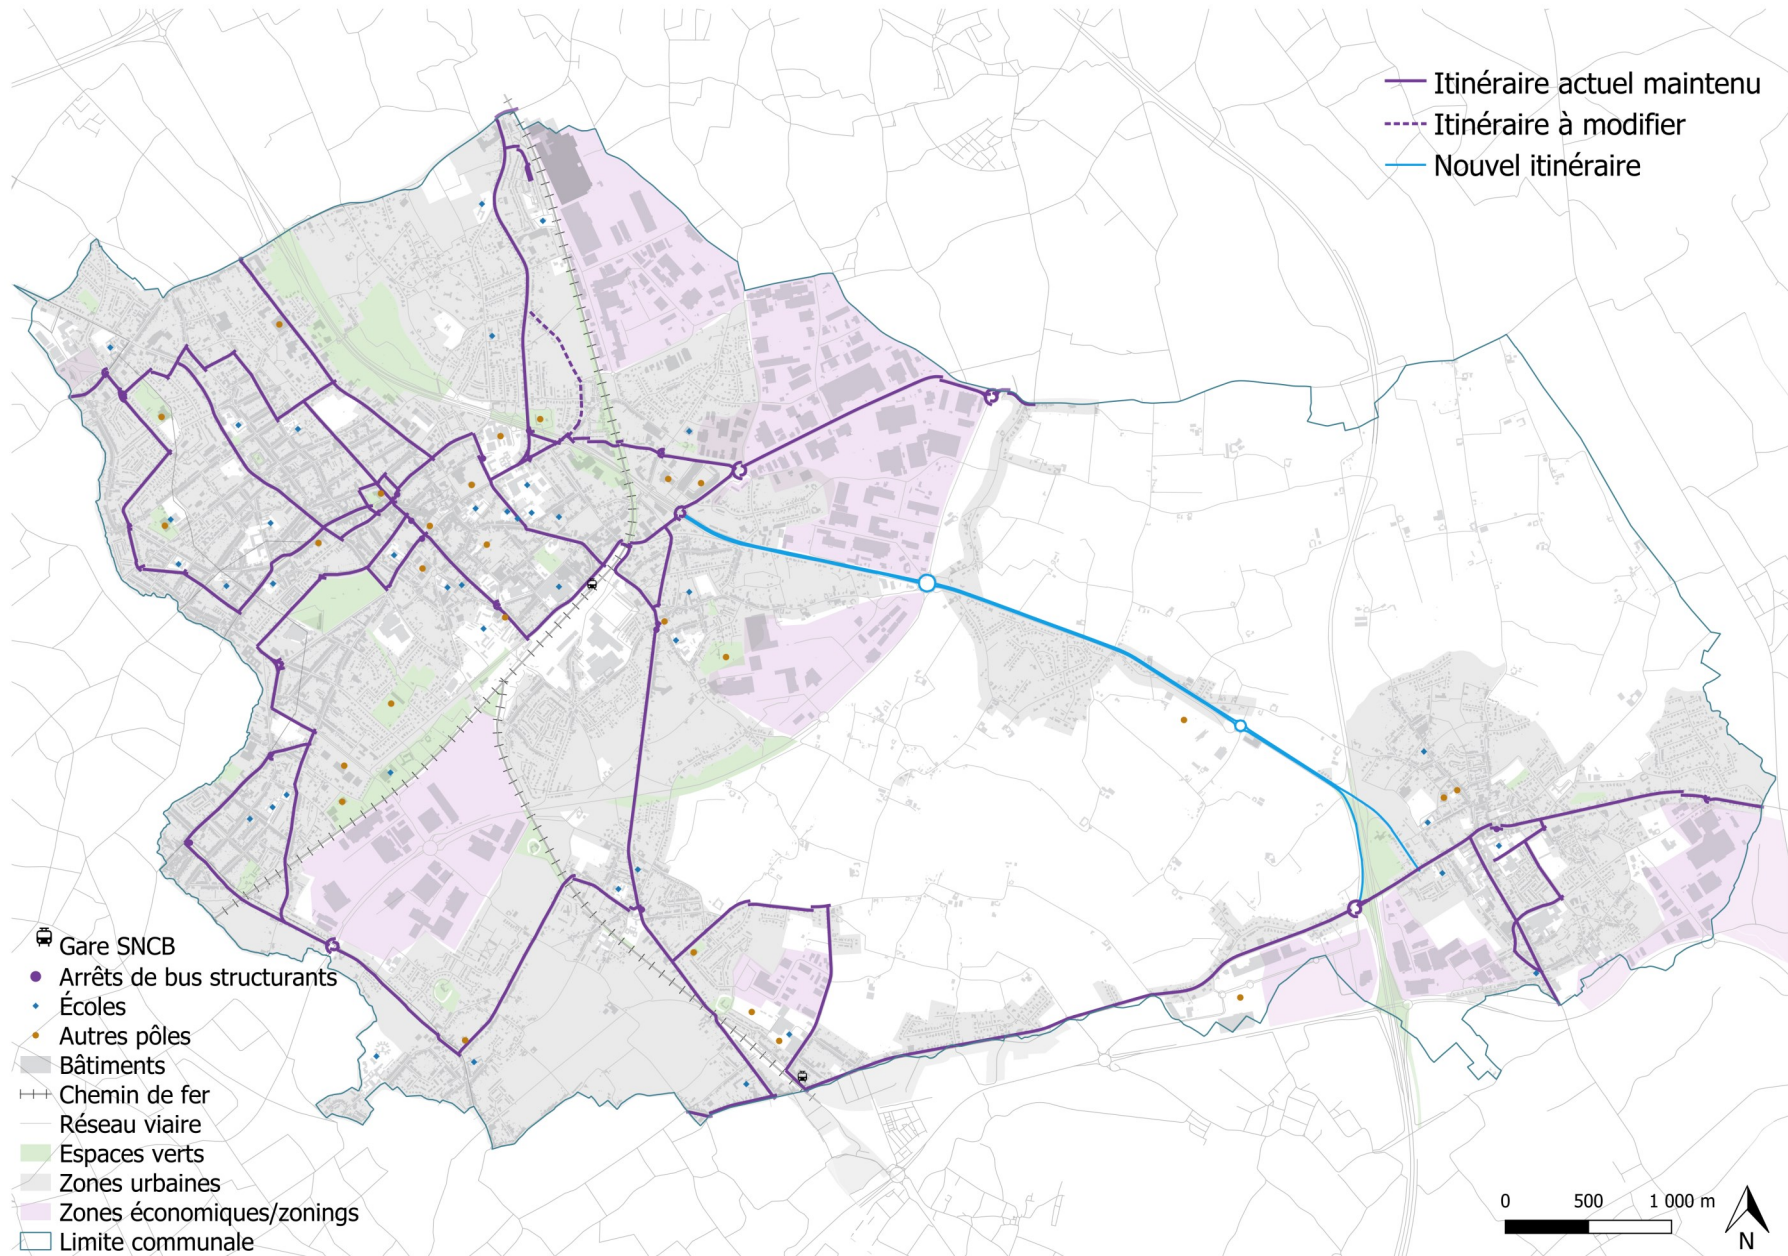 Itinéraire actuel maintenu
Itinéraire à modifier
Nouvel itinéraire
Gare SNCB
Arrêts de bus structurants
Écoles
Autres pôles
Bâtiments
Chemin de fer
Réseau viaire
Espaces verts
Zones urbaines
Zones économiques/zonings
Limite communale
0 500 1 000 m
N